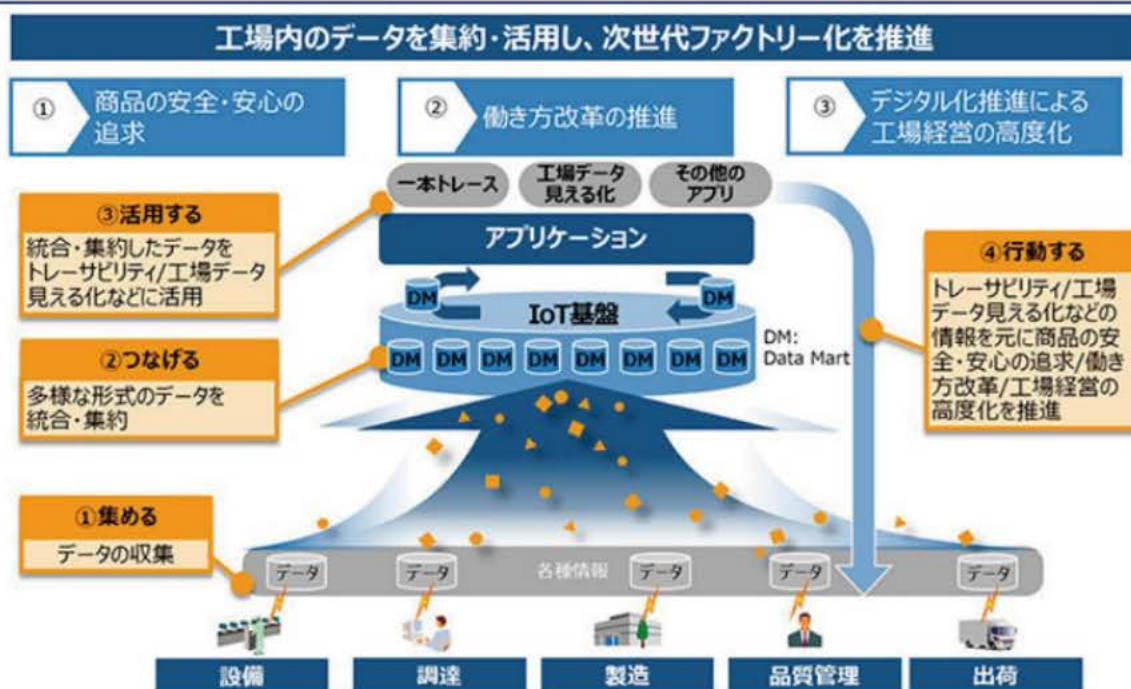 工場内のデータを集約・活用し、次世代ファクトリー化を推進
①
商品の安全・安心の
追求
②
働き方改革の推進
③
デジタル化推進による
工場経営の高度化
一本トレース
工場データ
見える化
その他の
アプリ
アプリケーション
③活用する
統合・集約したデータを
トレーサビリティ/工場データ
見える化などに活用
DM
DM
IoT基盤
DM DM DM DM DM DM DM DM
DM:
Data Mart
②つなげる
多様な形式のデータを
統合・集約
④行動する
トレーサビリティ/工場
データ見える化などの
情報を元に商品の安
全・安心の追求/働き
方改革/工場経営の
高度化を推進
①集める
データの収集
データ
データ
各種情報
データ
データ
データ
設備
調達
製造
品質管理
出荷